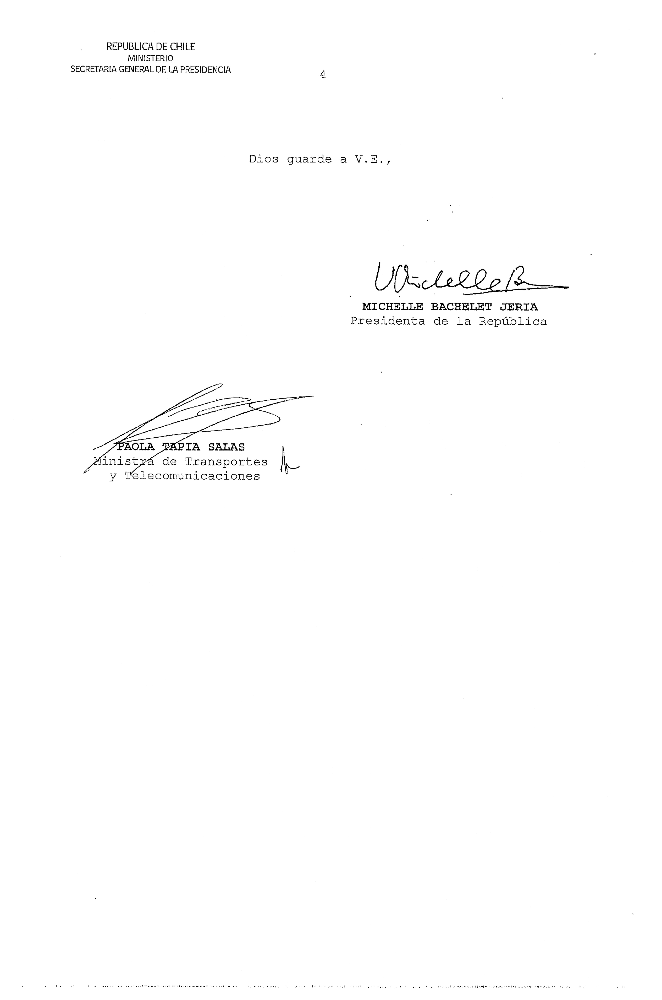 REPUBLICA DE CHILE
MINISTERIO
SECRETARIA GENERAL DE LA PRESIDENCIA
4
Dios guarde a V.E.,
Michelle B
MICHELLE BACHELET JERIA
Presidenta de la República
PAOLA TAPIA SALAS
Ministra de Transportes
y Telecomunicaciones